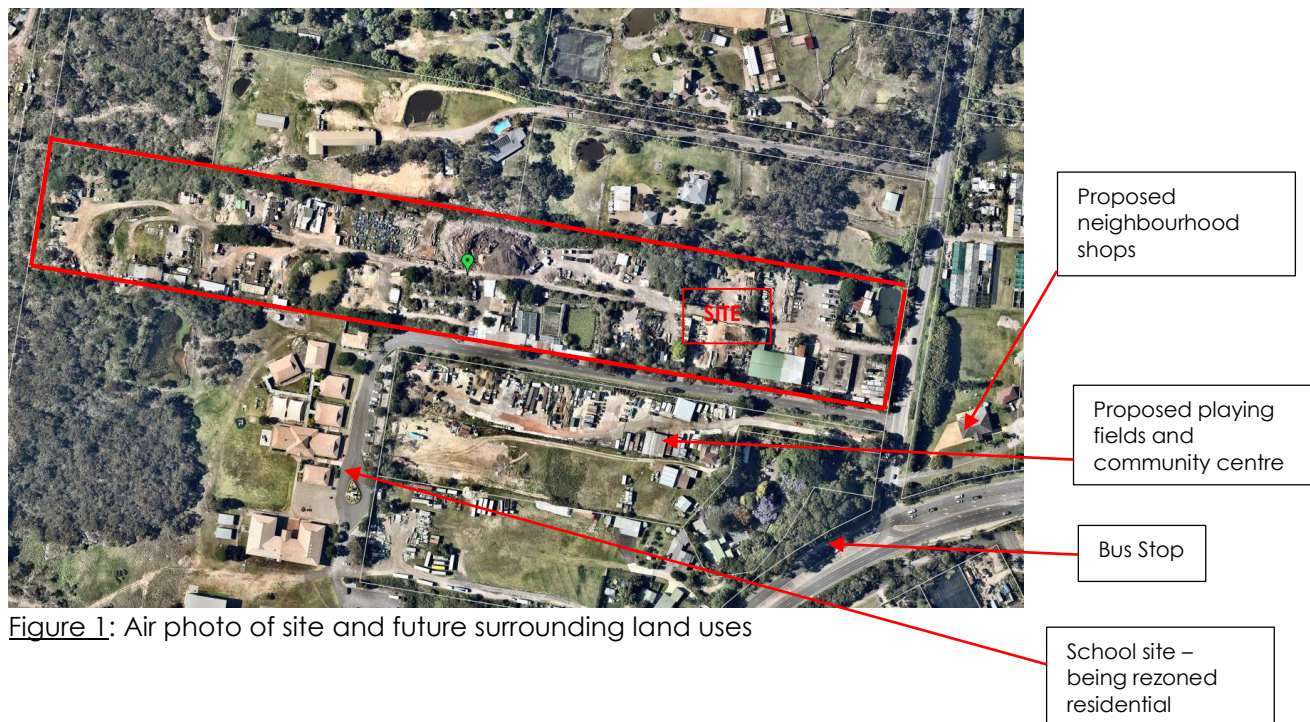 SITE
Proposed
neighbourhood
shops
Proposed playing
fields and
community centre
Bus Stop
School site –
being rezoned
residential
Figure 1: Air photo of site and future surrounding land uses